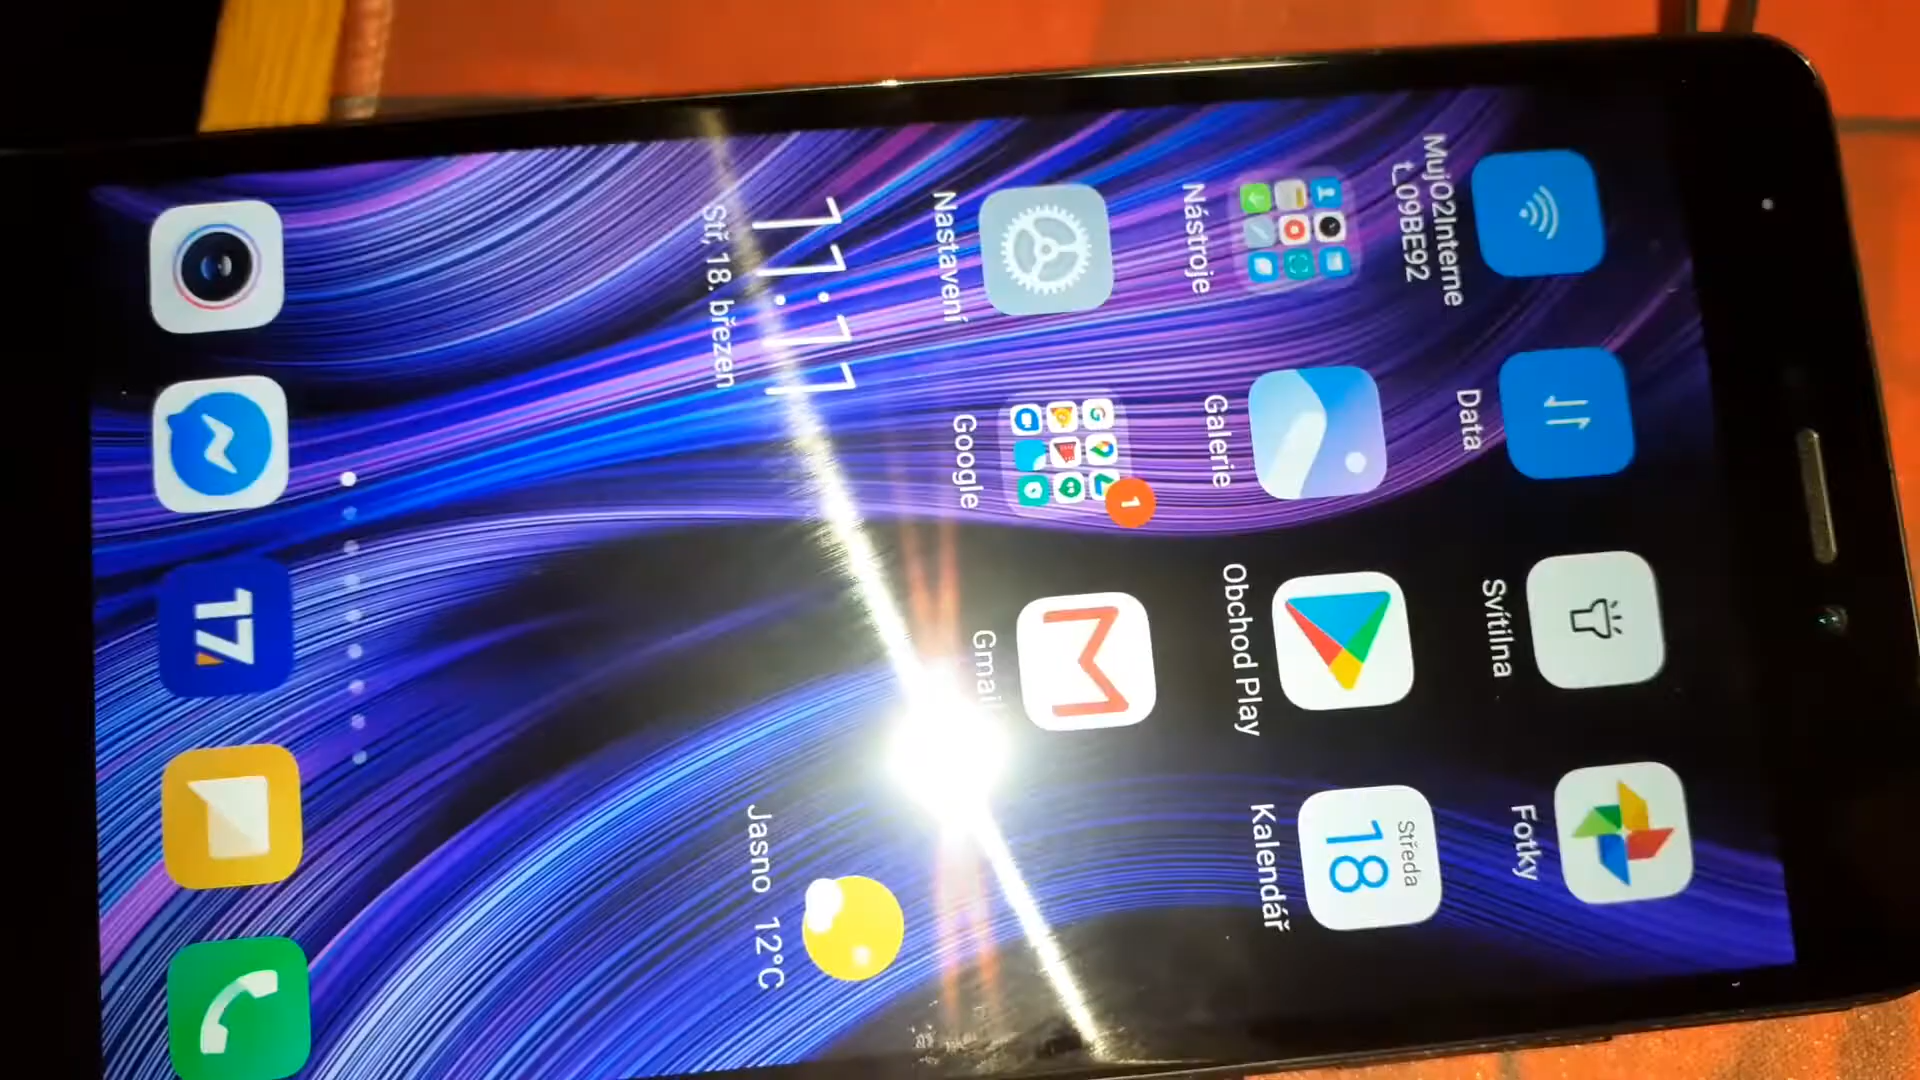 MujO2Interne
t_09BE92
Data
Svítilna
Fotky
Nástroje
Galerie
Obchod Play
Středa
18
Kalendář
Nastavení
1
Google
Gmail
11:11
Stř, 18. březen
Jasno 12°C
17